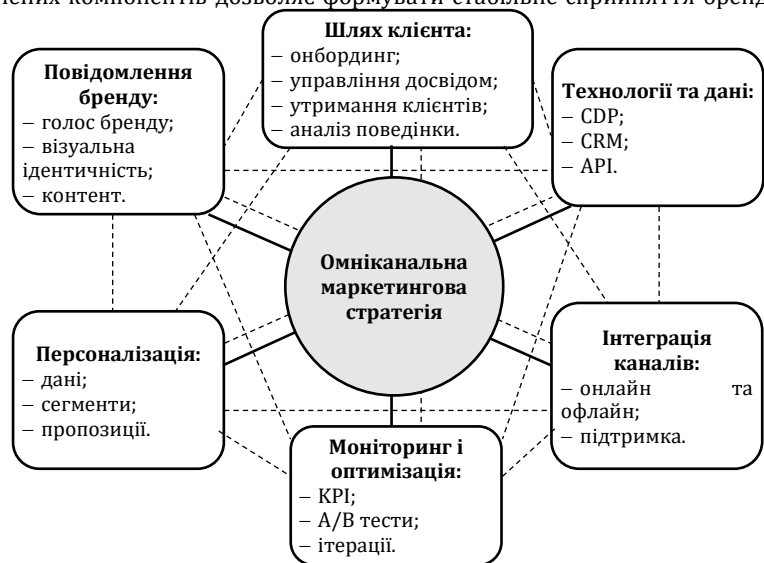 компонентів дозволяє формувати стабільне сприйняття бренд
Шлях клієнта:
– онбординг;
– управління досвідом;
– утримання клієнтів;
– аналіз поведінки.
Повідомлення
бренду:
– голос бренду;
– візуальна
ідентичність;
– контент.
Технології та дані:
– CDP;
– CRM;
– API.
Омніканальна
маркетингова
стратегія
Персоналізація:
– дані;
– сегменти;
– пропозиції.
Інтеграція
каналів:
– онлайн та
офлайн;
– підтримка.
Моніторинг і
оптимізація:
– KPI;
– A/B тести;
– ітерації.